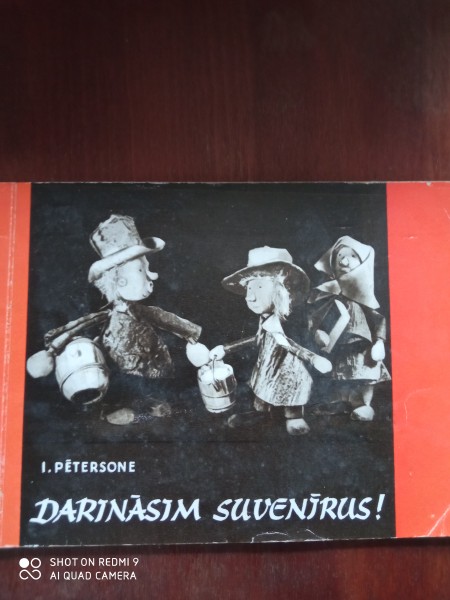 I. PĒTERSONE
DARINĀSIM SUVENĪRUS!
SHOT ON REDMI 9
AI QUAD CAMERA